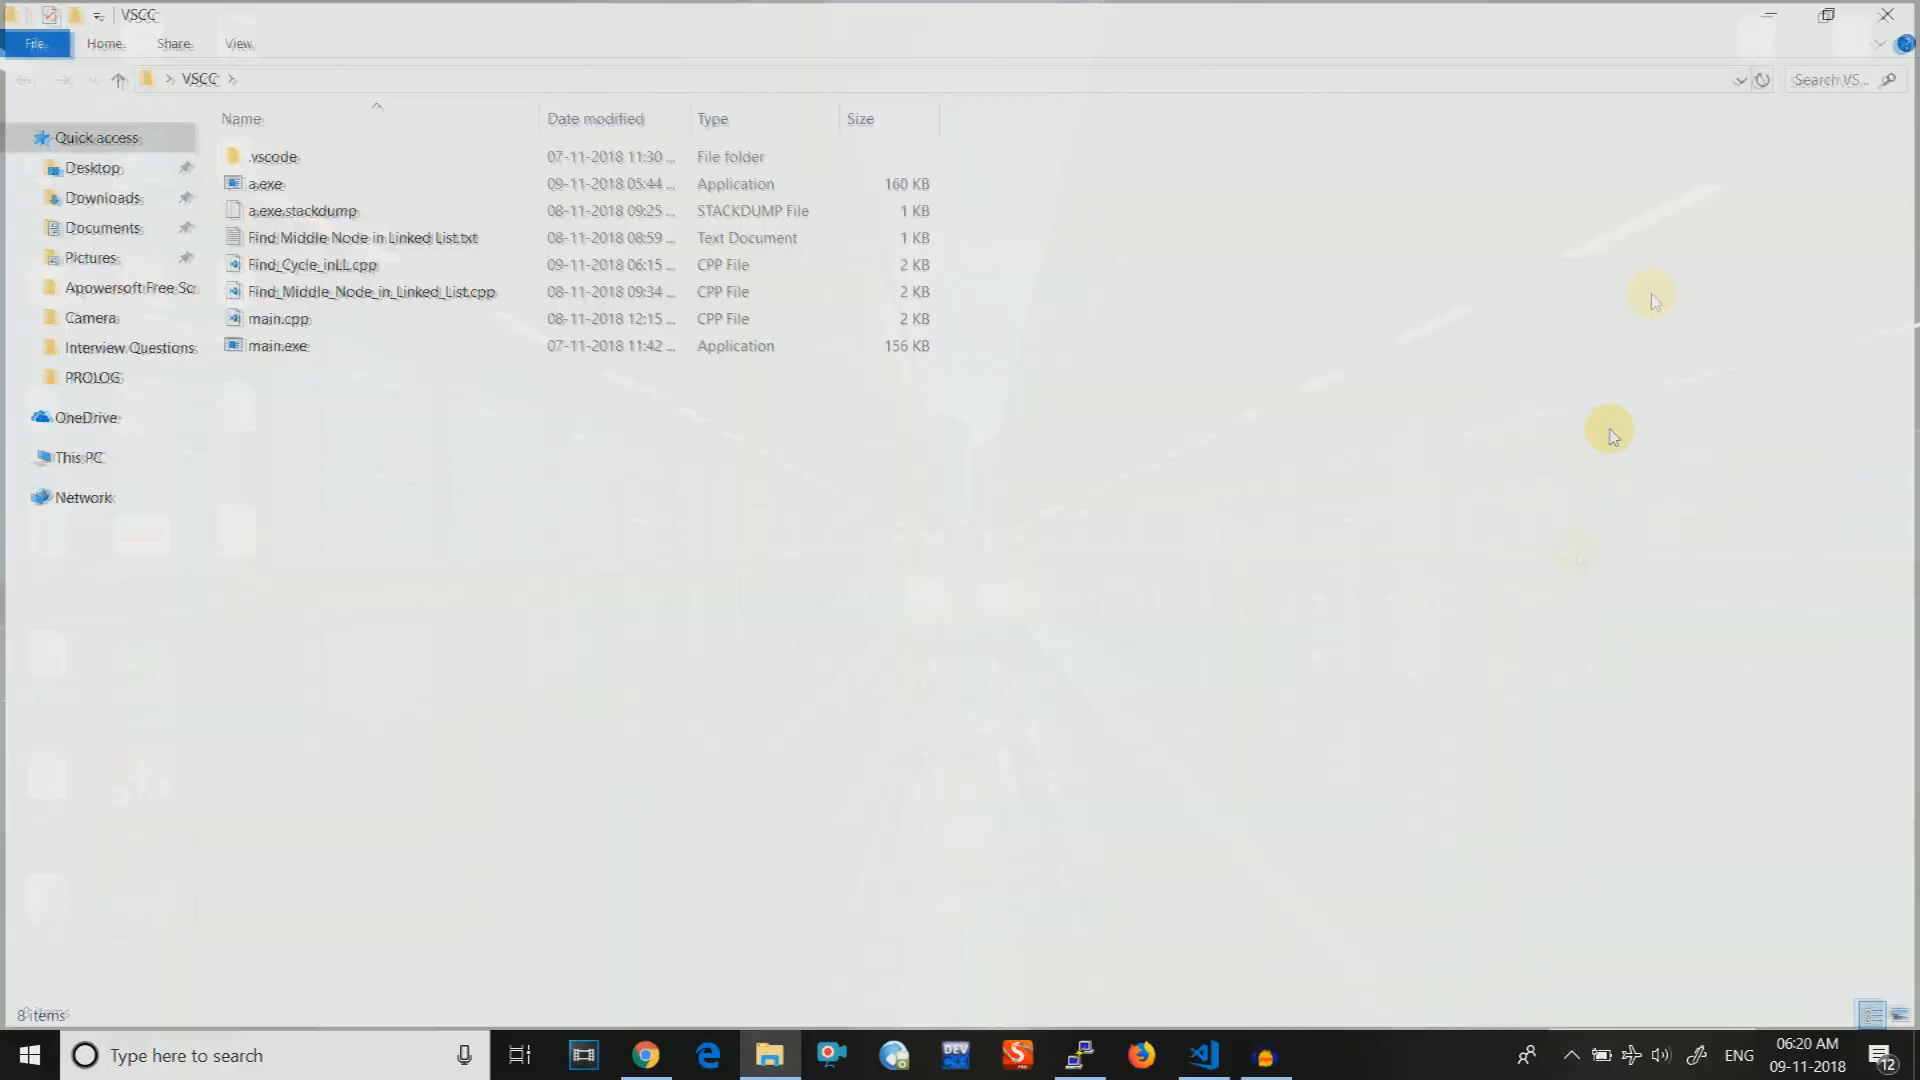 VSCC
File Home Share View
VSCC
Search VS...
Name Date modified Type Size
Quick access
Desktop
Downloads
Documents
Pictures
Apowersoft Free Sc
Camera
Interview Questions
PROLOG
OneDrive
This PC
Network
.vscode 07-11-2018 11:30 ... File folder
a.exe 09-11-2018 05:44 ... Application 160 KB
a.exe.stackdump 08-11-2018 09:25 ... STACKDUMP File 1 KB
Find Middle Node in Linked List.txt 08-11-2018 08:59 ... Text Document 1 KB
Find_Cycle_inLL.cpp 09-11-2018 06:15 ... CPP File 2 KB
Find_Middle_Node_in_Linked_List.cpp 08-11-2018 09:34 ... CPP File 2 KB
main.cpp 08-11-2018 12:15 ... CPP File 2 KB
main.exe 07-11-2018 11:42 ... Application 156 KB
8 items
Type here to search
DEV
ENG
06:20 AM
09-11-2018
12